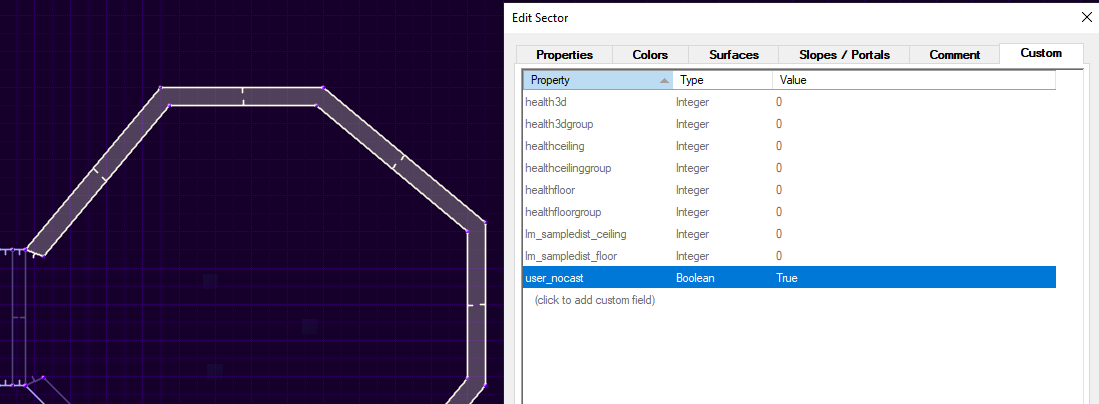 Edit Sector
Properties Colors Surfaces Slopes / Portals Comment Custom
Property Type Value
health3d Integer 0
health3dgroup Integer 0
healthceiling Integer 0
healthceilinggroup Integer 0
healthfloor Integer 0
healthfloorgroup Integer 0
lm_sampledist_ceiling Integer 0
lm_sampledist_floor Integer 0
user_nocast Boolean True
(click to add custom field)